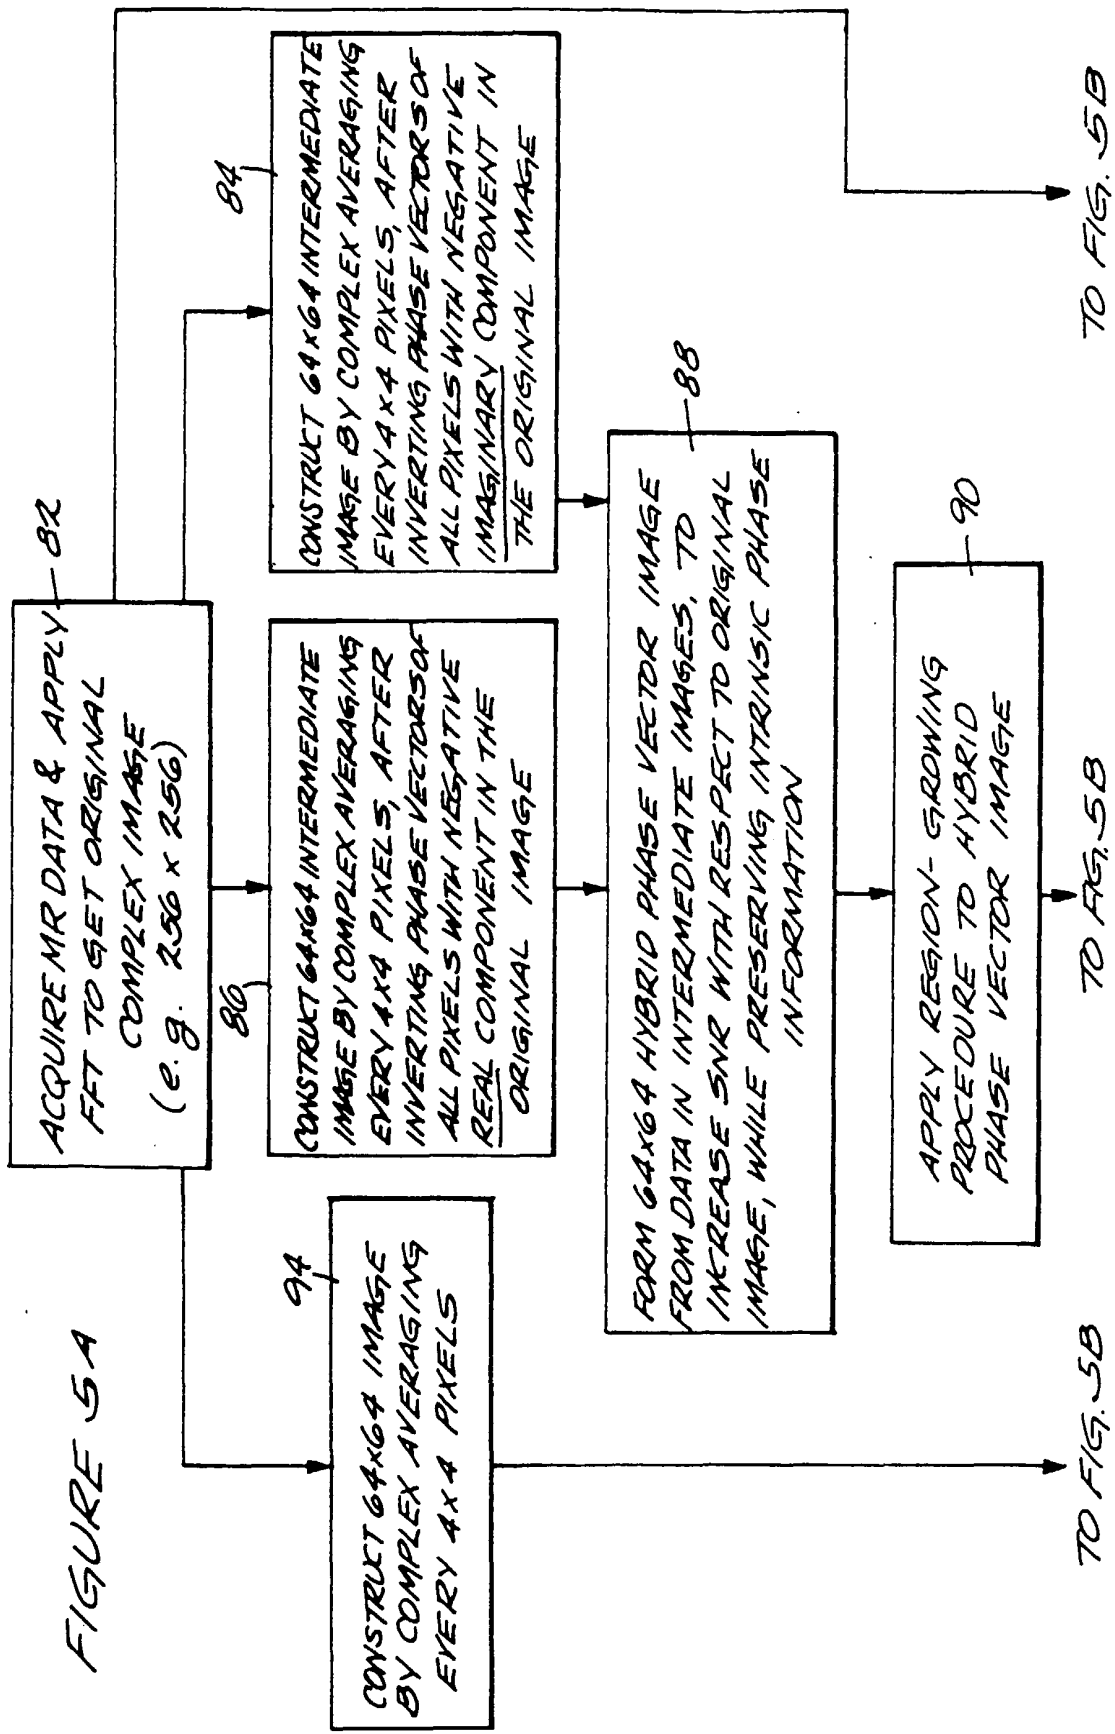 FIGURE 5A
ACQUIRE MR DATA & APPLY
FFT TO GET ORIGINAL
COMPLEX IMAGE
(e.g. 256 x 256)
82
94
CONSTRUCT 64x64 IMAGE
BY COMPLEX AVERAGING
EVERY 4x4 PIXELS
86
CONSTRUCT 64x64 INTERMEDIATE
IMAGE BY COMPLEX AVERAGING
EVERY 4x4 PIXELS, AFTER
INVERTING PHASE VECTORS OF
ALL PIXELS WITH NEGATIVE
REAL COMPONENT IN THE
ORIGINAL IMAGE
84
CONSTRUCT 64x64 INTERMEDIATE
IMAGE BY COMPLEX AVERAGING
EVERY 4x4 PIXELS, AFTER
INVERTING PHASE VECTORS OF
ALL PIXELS WITH NEGATIVE
IMAGINARY COMPONENT IN
THE ORIGINAL IMAGE
88
FORM 64x64 HYBRID PHASE VECTOR IMAGE
FROM DATA IN INTERMEDIATE IMAGES, TO
INCREASE SNR WITH RESPECT TO ORIGINAL
IMAGE, WHILE PRESERVING INTRINSIC PHASE
INFORMATION
90
APPLY REGION-GROWING
PROCEDURE TO HYBRID
PHASE VECTOR IMAGE
TO FIG. 5B
TO FIG. 5B
TO FIG. 5B